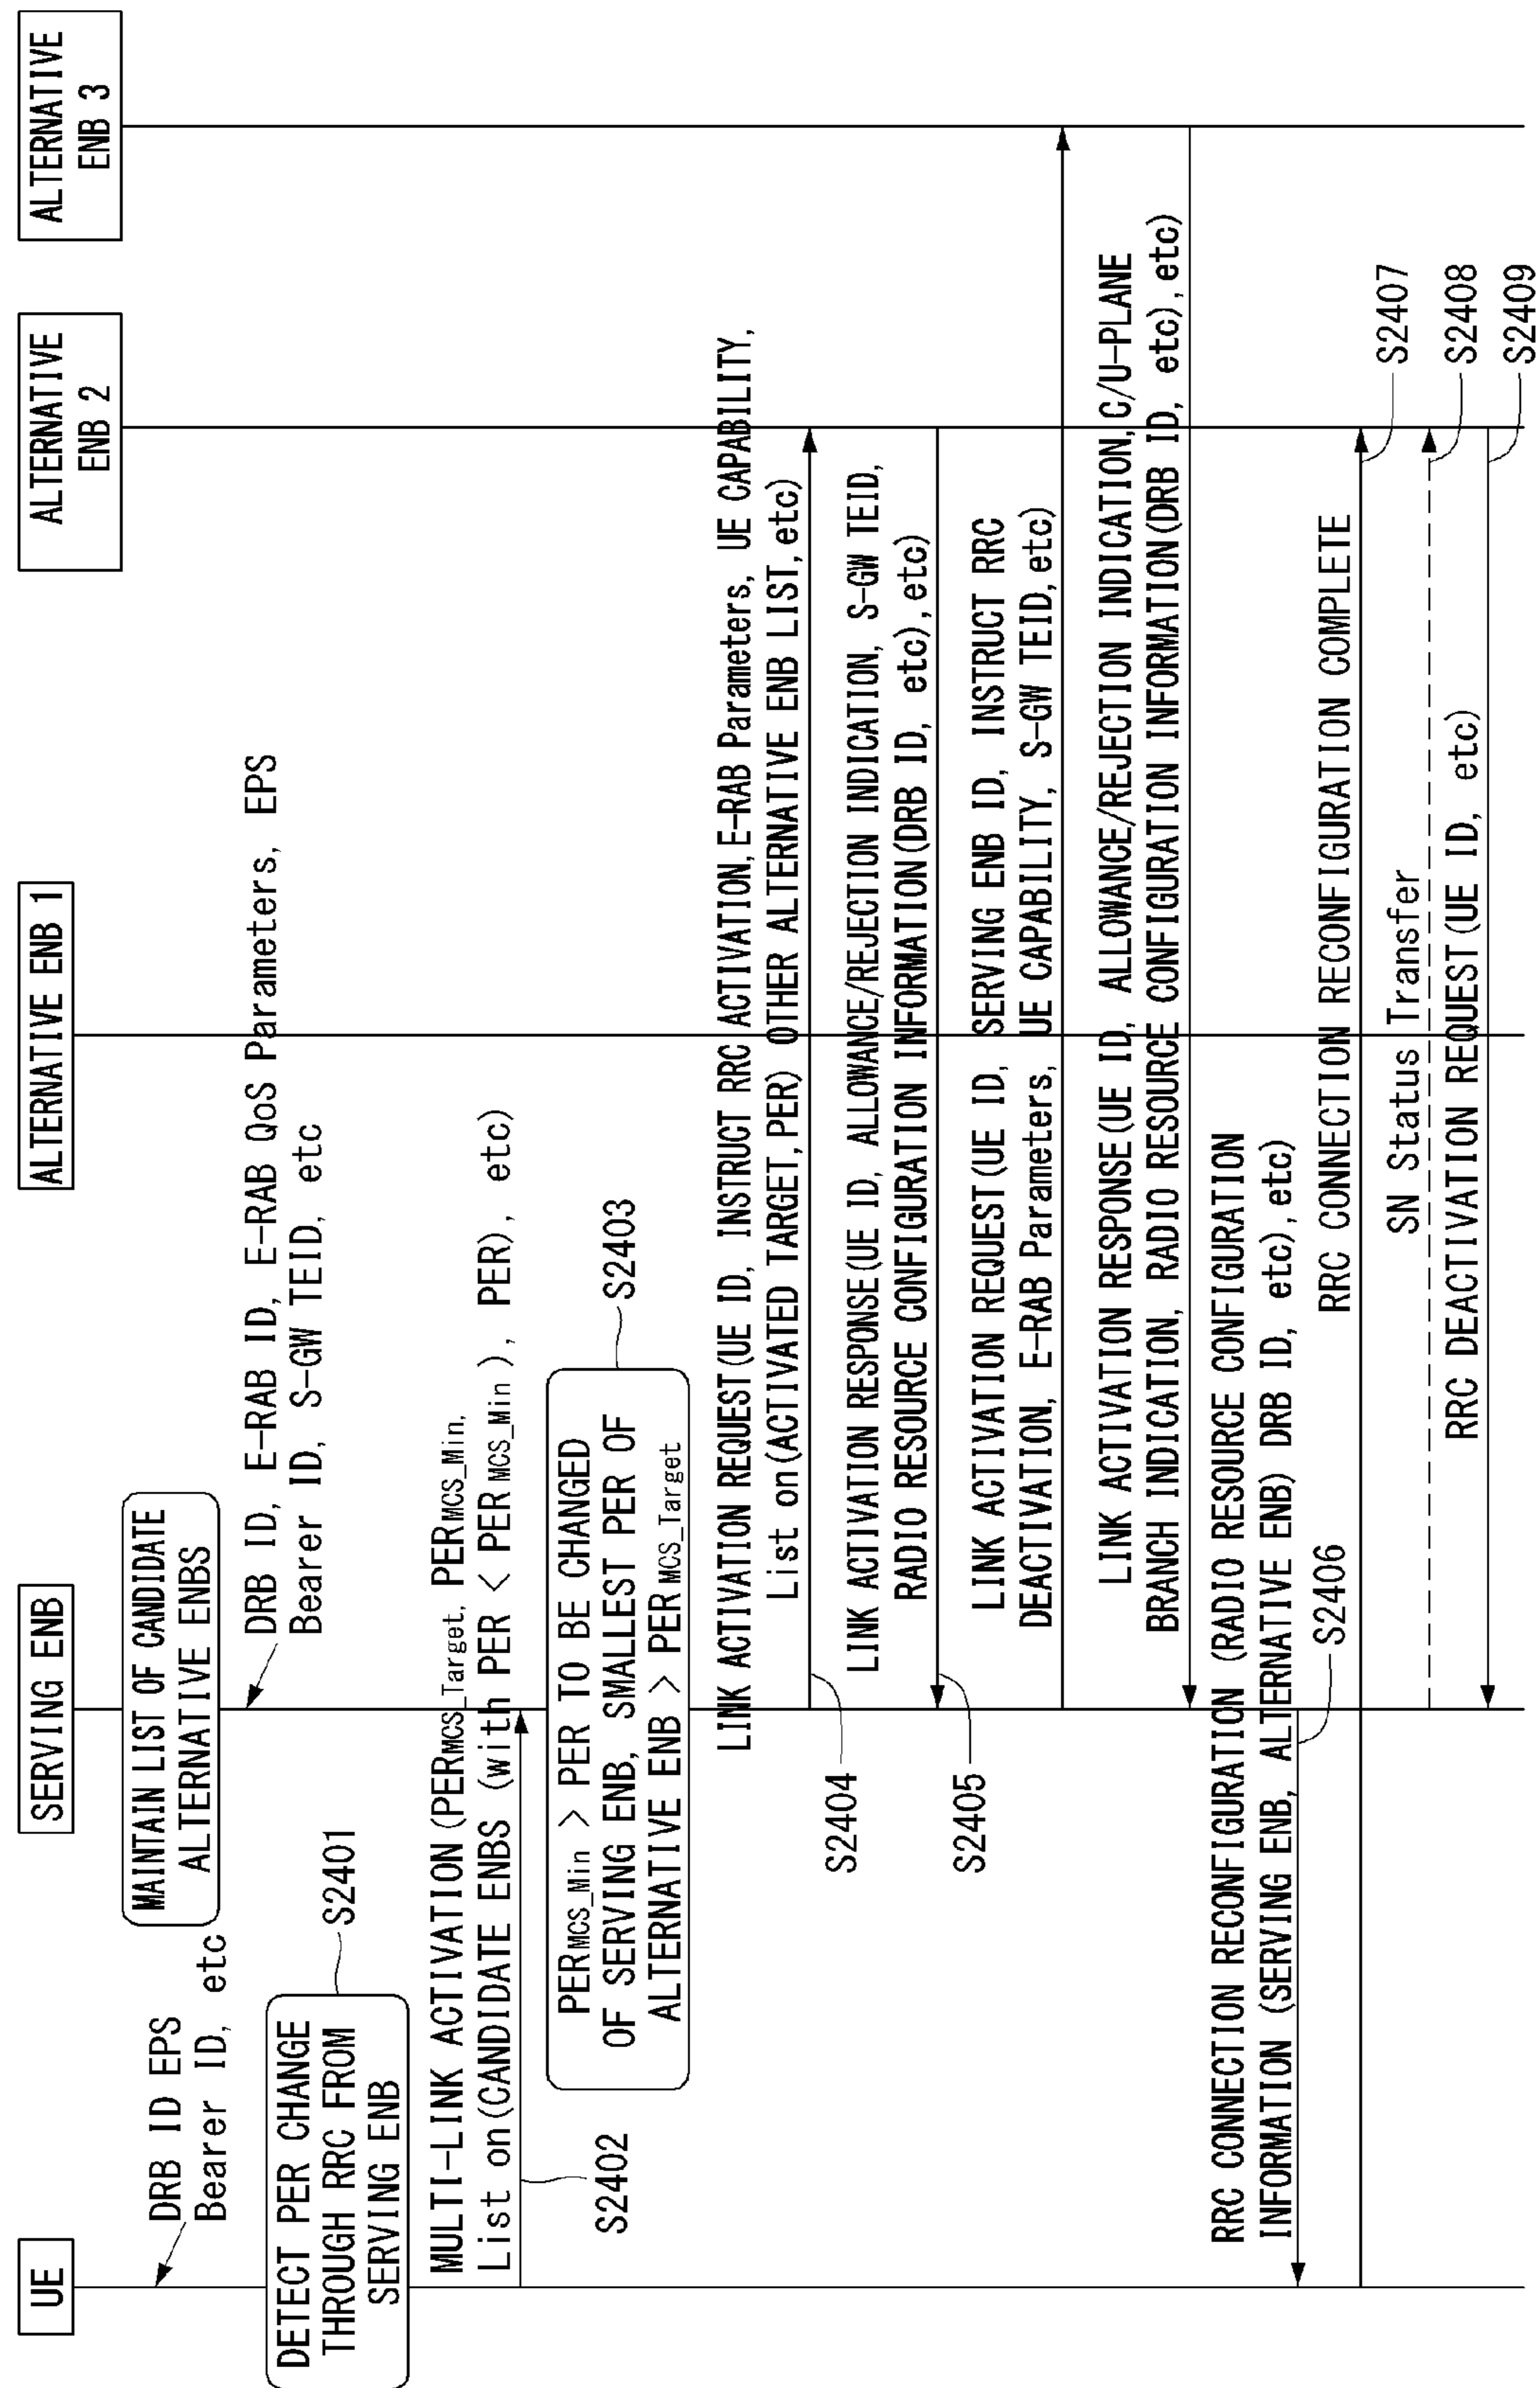 UE
SERVING ENB
ALTERNATIVE ENB 1
ALTERNATIVE
ENB 2
ALTERNATIVE
ENB 3
MAINTAIN LIST OF CANDIDATE
ALTERNATIVE ENBS
DRB ID EPS
Bearer ID, etc
DRB ID, E-RAB ID, E-RAB QoS Parameters, EPS
Bearer ID, S-GW TEID, etc
DETECT PER CHANGE
THROUGH RRC FROM
SERVING ENB
S2401
MULTI-LINK ACTIVATION(PERMCS_Target, PERMCS_Min,
List on(CANDIDATE ENBS (with PER < PERMCS_Min), PER), etc)
S2402
PERMCS_Min > PER TO BE CHANGED
OF SERVING ENB, SMALLEST PER OF
ALTERNATIVE ENB > PERMCS_Target
S2403
LINK ACTIVATION REQUEST(UE ID, INSTRUCT RRC ACTIVATION,E-RAB Parameters, UE CAPABILITY,
List on(ACTIVATED TARGET,PER) OTHER ALTERNATIVE ENB LIST,etc)
S2404
LINK ACTIVATION RESPONSE(UE ID, ALLOWANCE/REJECTION INDICATION, S-GW TEID,
RADIO RESOURCE CONFIGURATION INFORMATION(DRB ID, etc),etc)
S2405
LINK ACTIVATION REQUEST(UE ID, SERVING ENB ID, INSTRUCT RRC
DEACTIVATION, E-RAB Parameters, UE CAPABILITY, S-GW TEID,etc)
LINK ACTIVATION RESPONSE(UE ID, ALLOWANCE/REJECTION INDICATION,C/U-PLANE
BRANCH INDICATION, RADIO RESOURCE CONFIGURATION INFORMATION(DRB ID, etc),etc)
RRC CONNECTION RECONFIGURATION (RADIO RESOURCE CONFIGURATION
INFORMATION (SERVING ENB, ALTERNATIVE ENB) DRB ID, etc),etc)
S2406
RRC CONNECTION RECONFIGURATION COMPLETE
S2407
SN Status Transfer
S2408
RRC DEACTIVATION REQUEST(UE ID, etc)
S2409